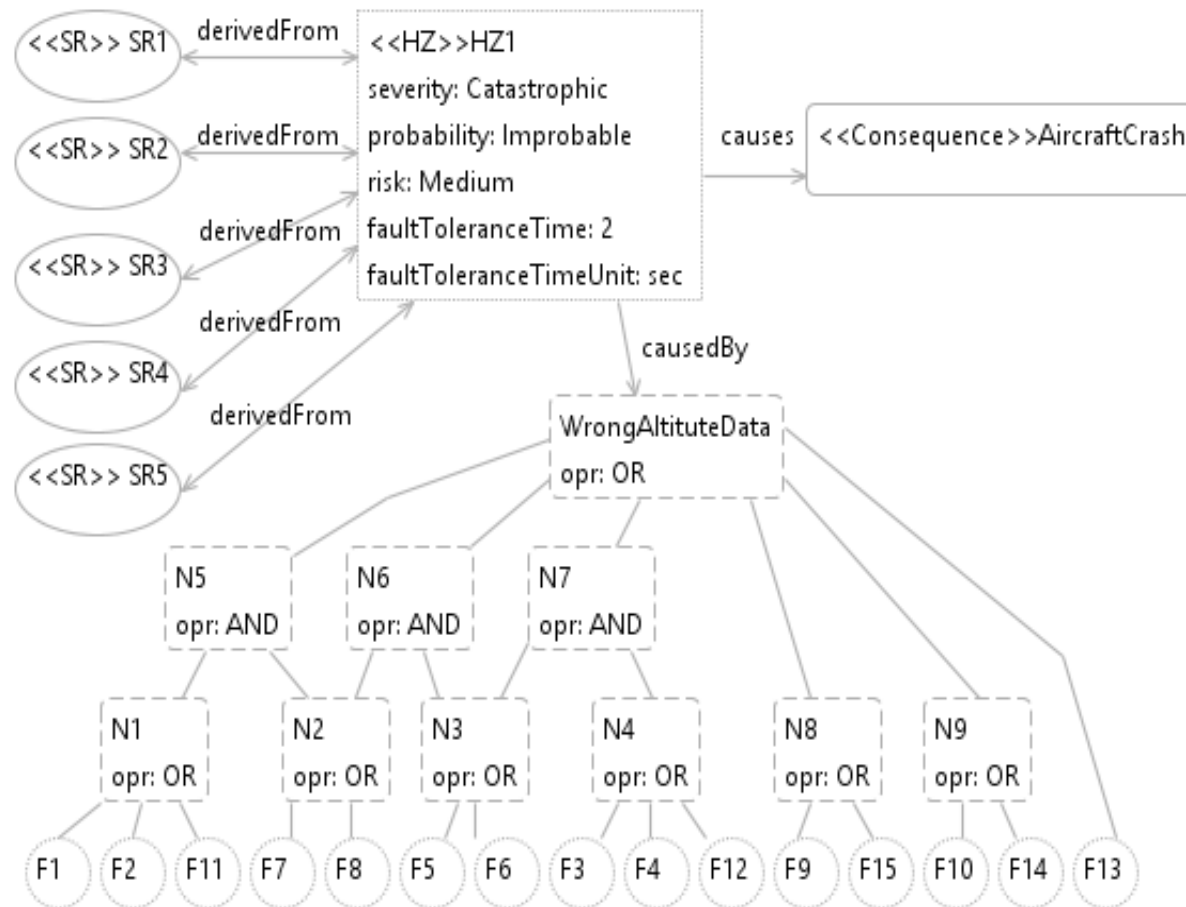 <<SR>> SR1
derivedFrom
<<HZ>>HZ1
severity: Catastrophic
probability: Improbable
risk: Medium
faultToleranceTime: 2
faultToleranceTimeUnit: sec
causes
<<Consequence>>AircraftCrash
<<SR>> SR2
derivedFrom
<<SR>> SR3
derivedFrom
<<SR>> SR4
derivedFrom
<<SR>> SR5
derivedFrom
causedBy
WrongAltituteData
opr: OR
N5
opr: AND
N6
opr: AND
N7
opr: AND
N1
opr: OR
N2
opr: OR
N3
opr: OR
N4
opr: OR
N8
opr: OR
N9
opr: OR
F1
F2
F11
F7
F8
F5
F6
F3
F4
F12
F9
F15
F10
F14
F13